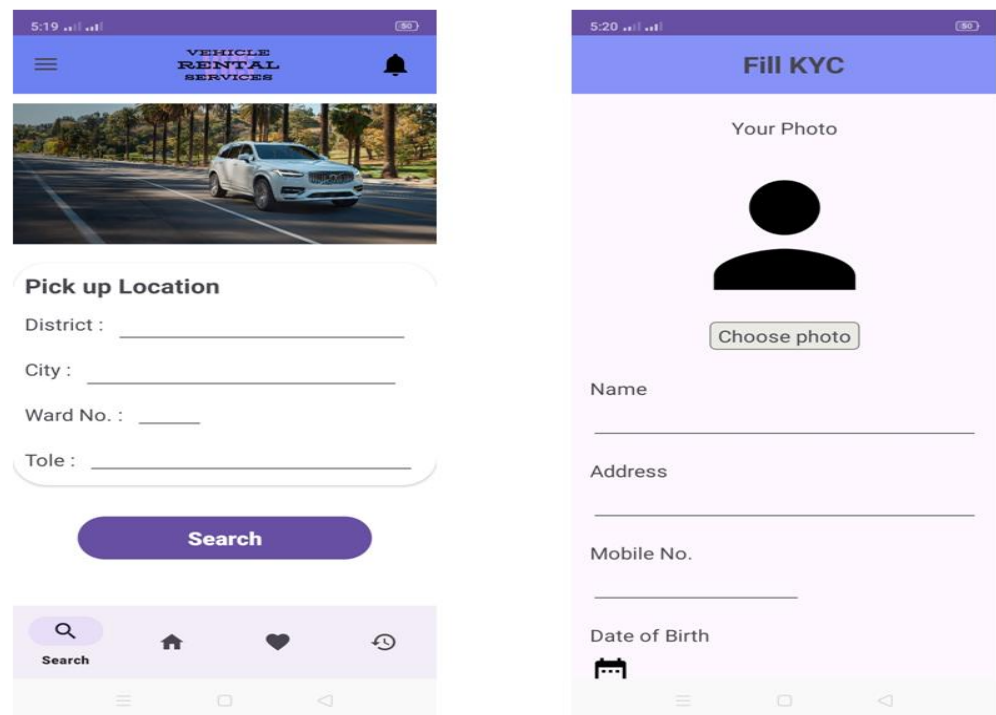 5:19
50
VEHICLE
RENTAL
SERVICES
Pick up Location
District :
City :
Ward No. :
Tole :
Search
Search
5:20
50
Fill KYC
Your Photo
Choose photo
Name
Address
Mobile No.
Date of Birth